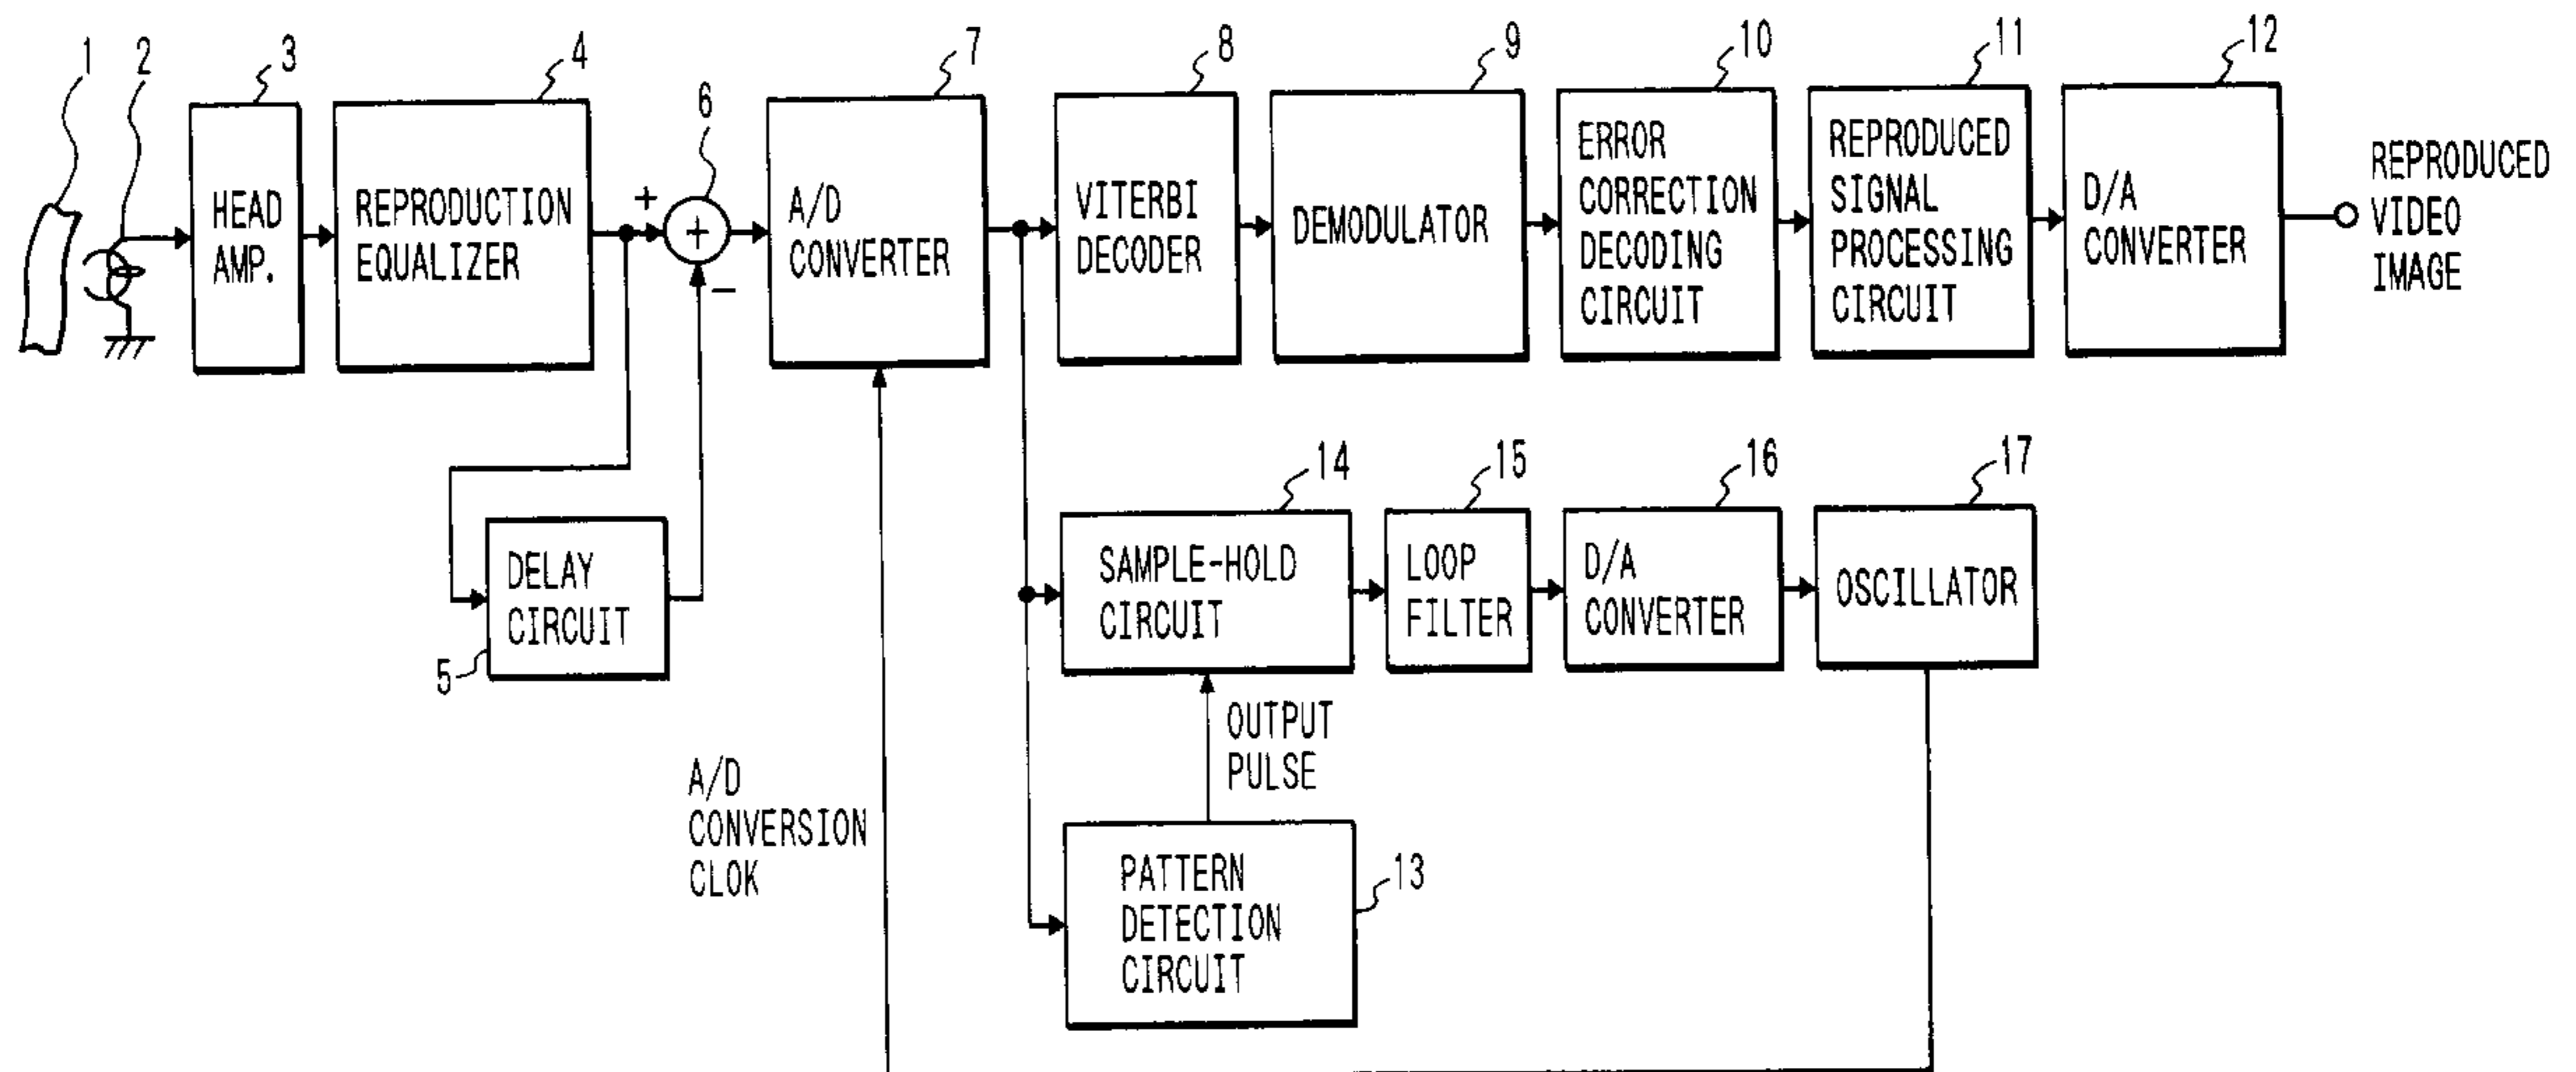 1
2
3
4
6
7
8
9
10
11
12
HEAD
AMP.
REPRODUCTION
EQUALIZER
+
+
−
A/D
CONVERTER
VITERBI
DECODER
DEMODULATOR
ERROR
CORRECTION
DECODING
CIRCUIT
REPRODUCED
SIGNAL
PROCESSING
CIRCUIT
D/A
CONVERTER
REPRODUCED
VIDEO
IMAGE
DELAY
CIRCUIT
5
14
15
16
17
SAMPLE-HOLD
CIRCUIT
LOOP
FILTER
D/A
CONVERTER
OSCILLATOR
OUTPUT
PULSE
A/D
CONVERSION
CLOK
PATTERN
DETECTION
CIRCUIT
13